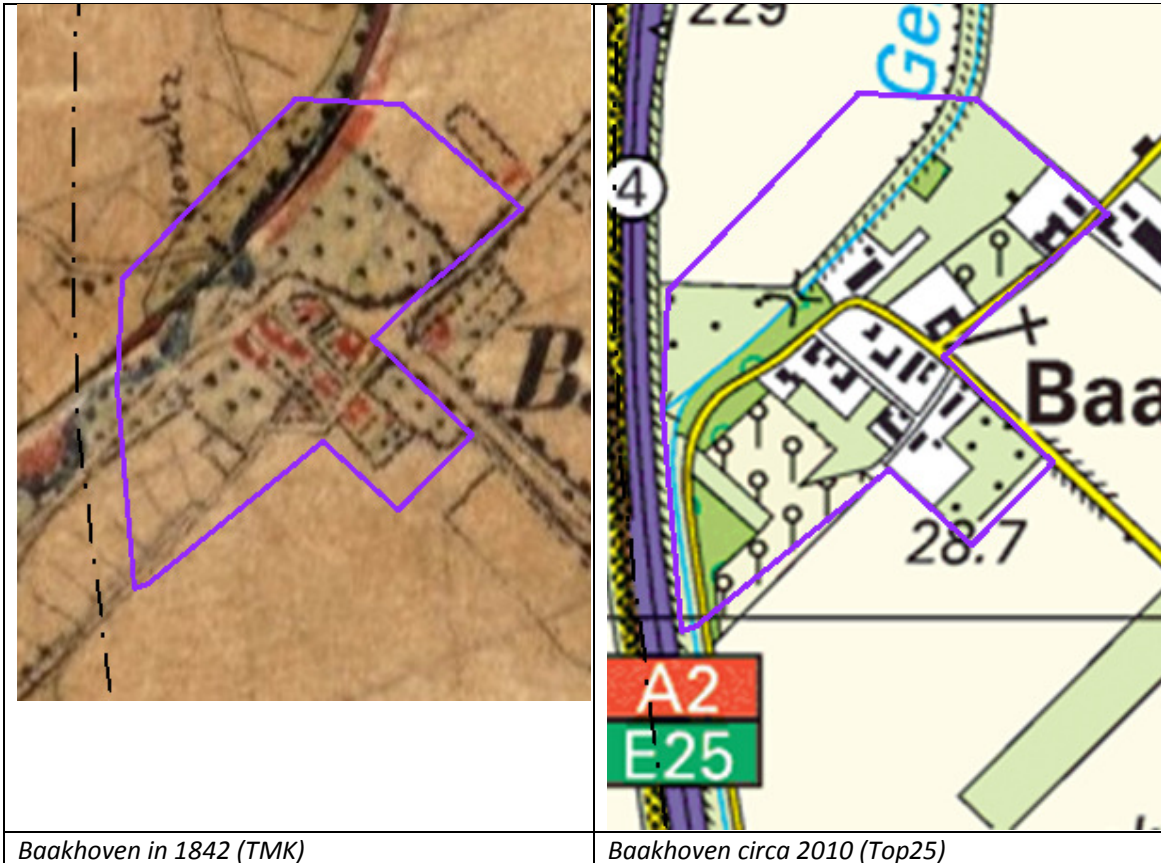 B
229
Ge
4
Baa
28.7
A2
E25
Baakhoven in 1842 (TMK)
Baakhoven circa 2010 (Top25)